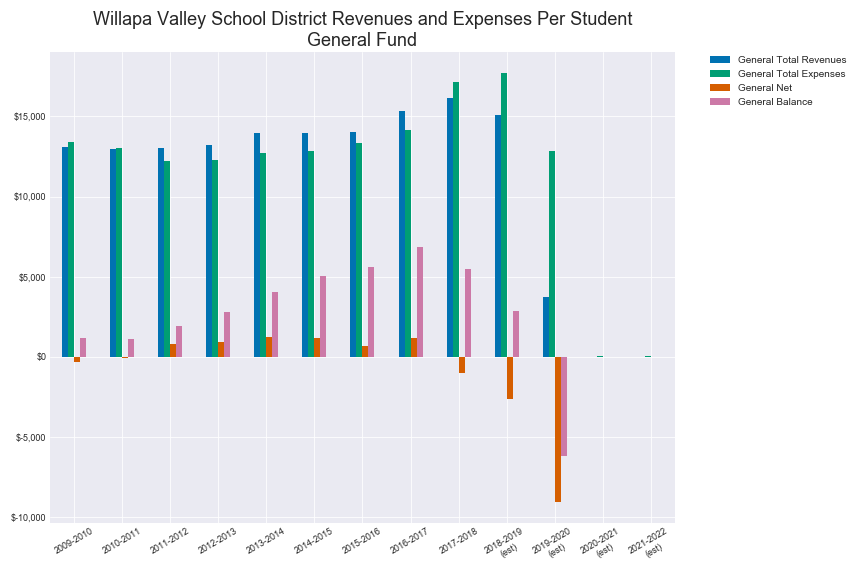 Willapa Valley School District Revenues and Expenses Per Student
General Fund
General Total Revenues
General Total Expenses
General Net
General Balance
$15,000
$10,000
$5,000
$0
$-5,000
$-10,000
2009-2010
2010-2011
2011-2012
2012-2013
2013-2014
2014-2015
2015-2016
2016-2017
2017-2018
2018-2019
(est)
2019-2020
(est)
2020-2021
(est)
2021-2022
(est)